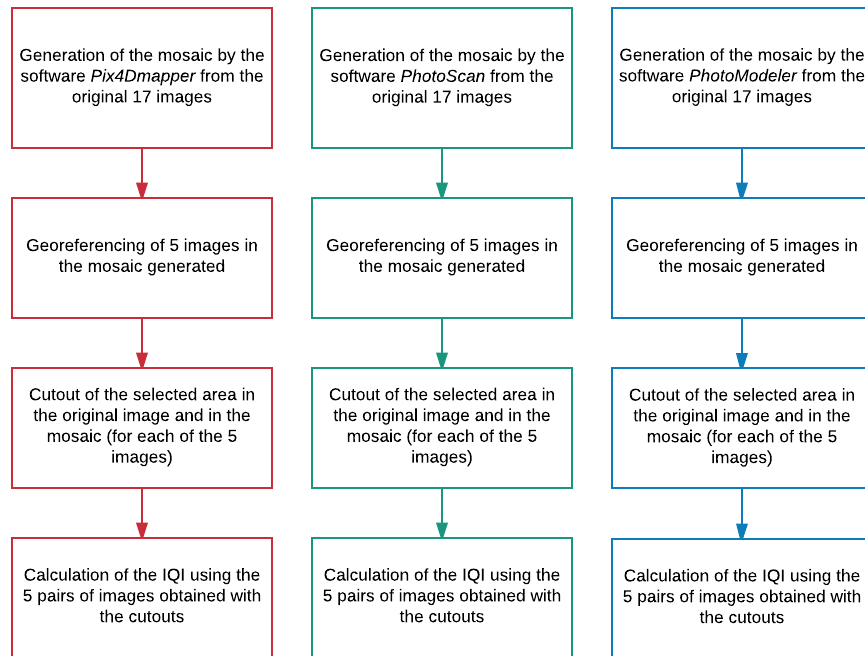 Generation of the mosaic by the
software Pix4Dmapper from the
original 17 images
Georeferencing of 5 images in
the mosaic generated
Cutout of the selected area in
the original image and in the
mosaic (for each of the 5
images)
Calculation of the IQI using the
5 pairs of images obtained with
the cutouts
Generation of the mosaic by the
software PhotoScan from the
original 17 images
Georeferencing of 5 images in
the mosaic generated
Cutout of the selected area in
the original image and in the
mosaic (for each of the 5
images)
Calculation of the IQI using the
5 pairs of images obtained with
the cutouts
Generation of the mosaic by the
software PhotoModeler from the
original 17 images
Georeferencing of 5 images in
the mosaic generated
Cutout of the selected area in
the original image and in the
mosaic (for each of the 5
images)
Calculation of the IQI using the
5 pairs of images obtained with
the cutouts